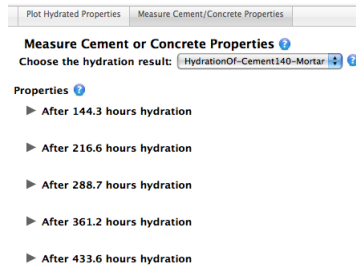 Plot Hydrated Properties Measure Cement/Concrete Properties
Measure Cement or Concrete Properties ?
Choose the hydration result: HydrationOf-Cement140-Mortar ?
Properties ?
After 144.3 hours hydration
After 216.6 hours hydration
After 288.7 hours hydration
After 361.2 hours hydration
After 433.6 hours hydration